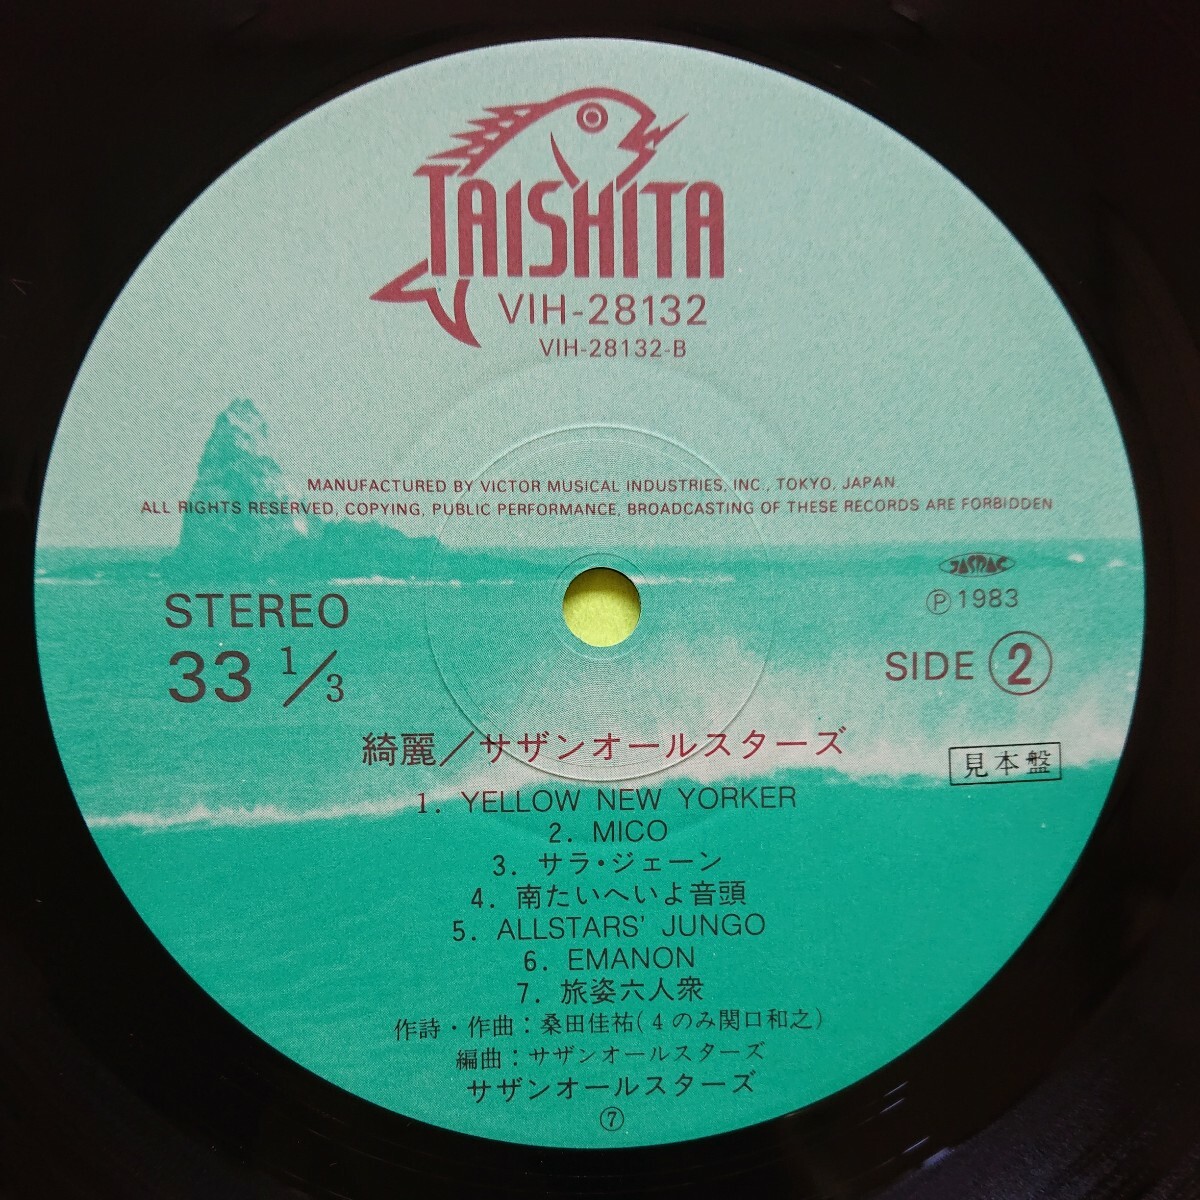 TAISHITA
VIH-28132
VIH-28132-B
MANUFACTURED BY VICTOR MUSICAL INDUSTRIES, INC., TOKYO, JAPAN.
ALL RIGHTS RESERVED, COPYING, PUBLIC PERFORMANCE, BROADCASTING OF THESE RECORDS ARE FORBIDDEN
JASRAC
Ⓟ1983
STEREO
33 1/3
SIDE ②
綺麗/サザンオールスターズ
見本盤
1. YELLOW NEW YORKER
2. MICO
3. サラ・ジェーン
4. 南たいへいよ音頭
5. ALLSTARS' JUNGO
6. EMANON
7. 旅姿六人衆
作詩・作曲:桑田佳祐(4のみ関口和之)
編曲:サザンオールスターズ
サザンオールスターズ
⑦